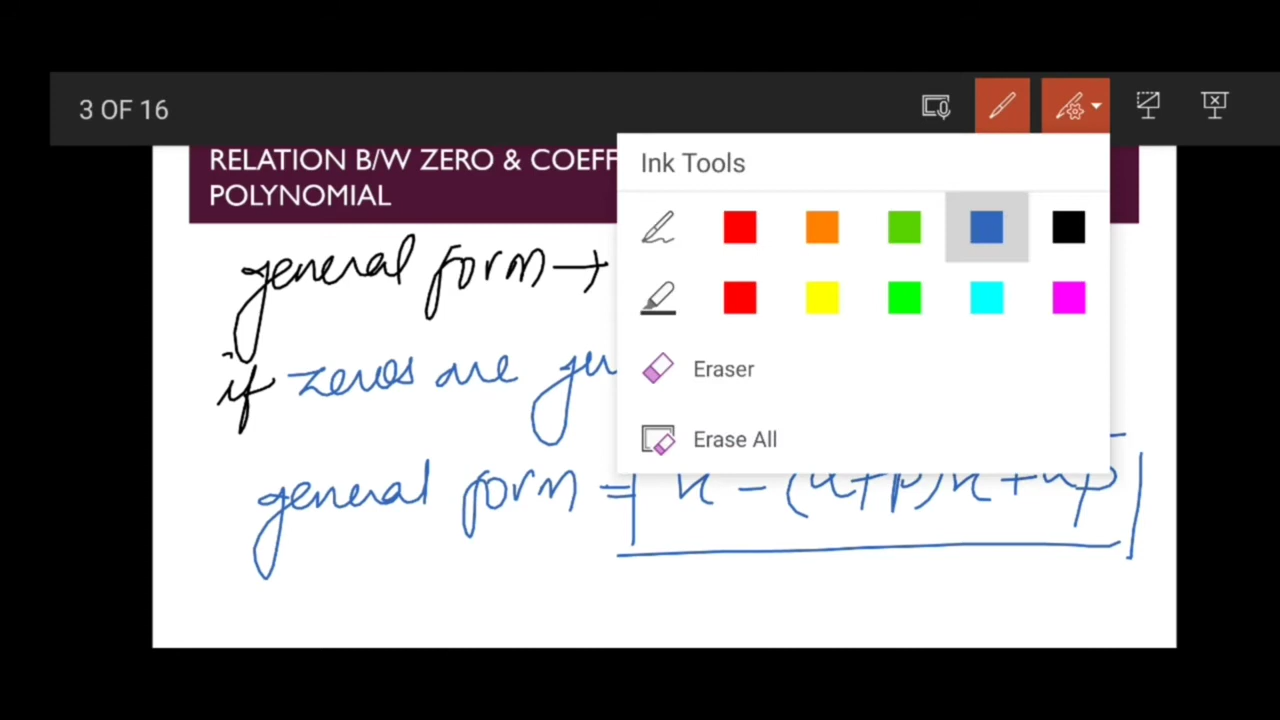 3 OF 16
RELATION B/W ZERO & COEFF
POLYNOMIAL
Ink Tools
Eraser
Erase All
general form →
if zeros are
general form = x - (α+β)x + αβ